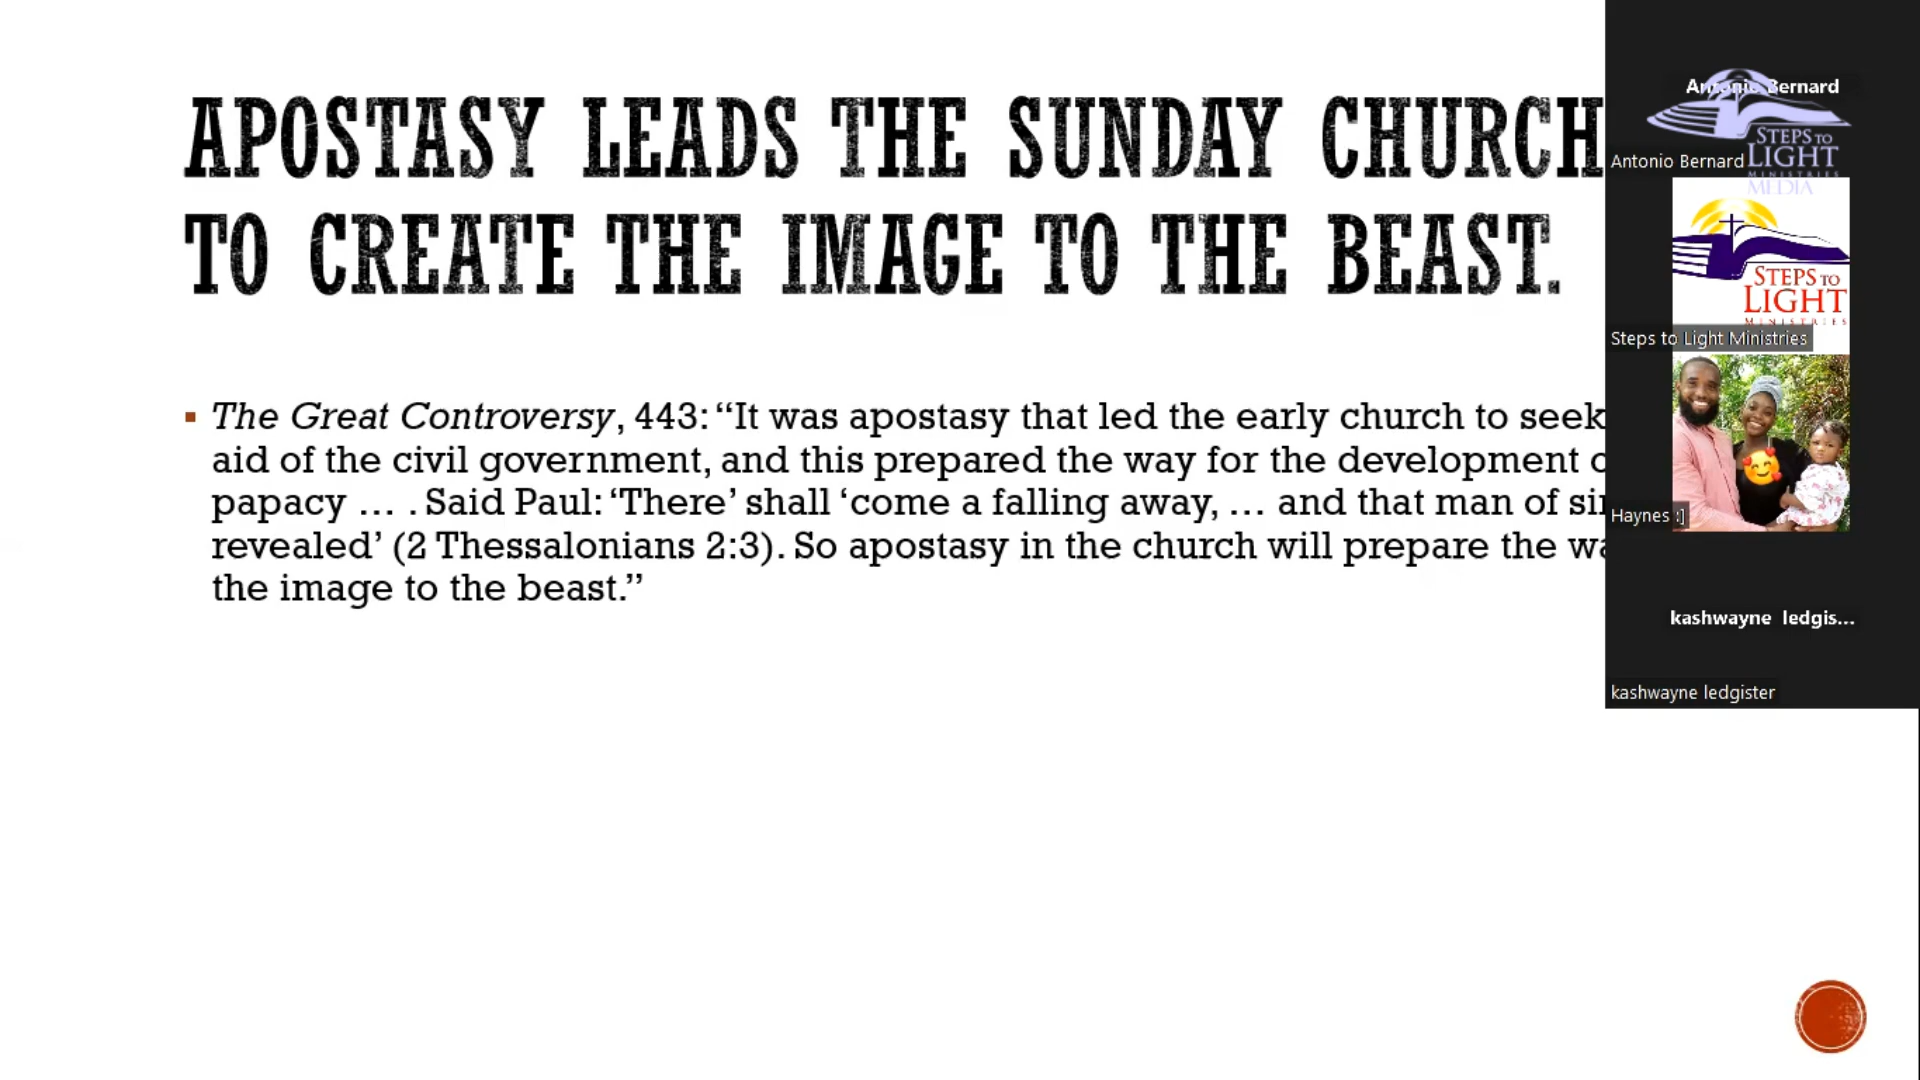 APOSTASY LEADS THE SUNDAY CHURCH
TO CREATE THE IMAGE TO THE BEAST.
▪ The Great Controversy, 443: “It was apostasy that led the early church to seek
aid of the civil government, and this prepared the way for the development
papacy … . Said Paul: ‘There’ shall ‘come a falling away, … and that man of
revealed’ (2 Thessalonians 2:3). So apostasy in the church will prepare the
the image to the beast.”
Antonio Bernard
Antonio Bernard
STEPS TO
LIGHT
MINISTRIES
MEDIA
STEPS TO
LIGHT
MINISTRIES
Steps to Light Ministries
Haynes :]
kashwayne ledgis...
kashwayne ledgister